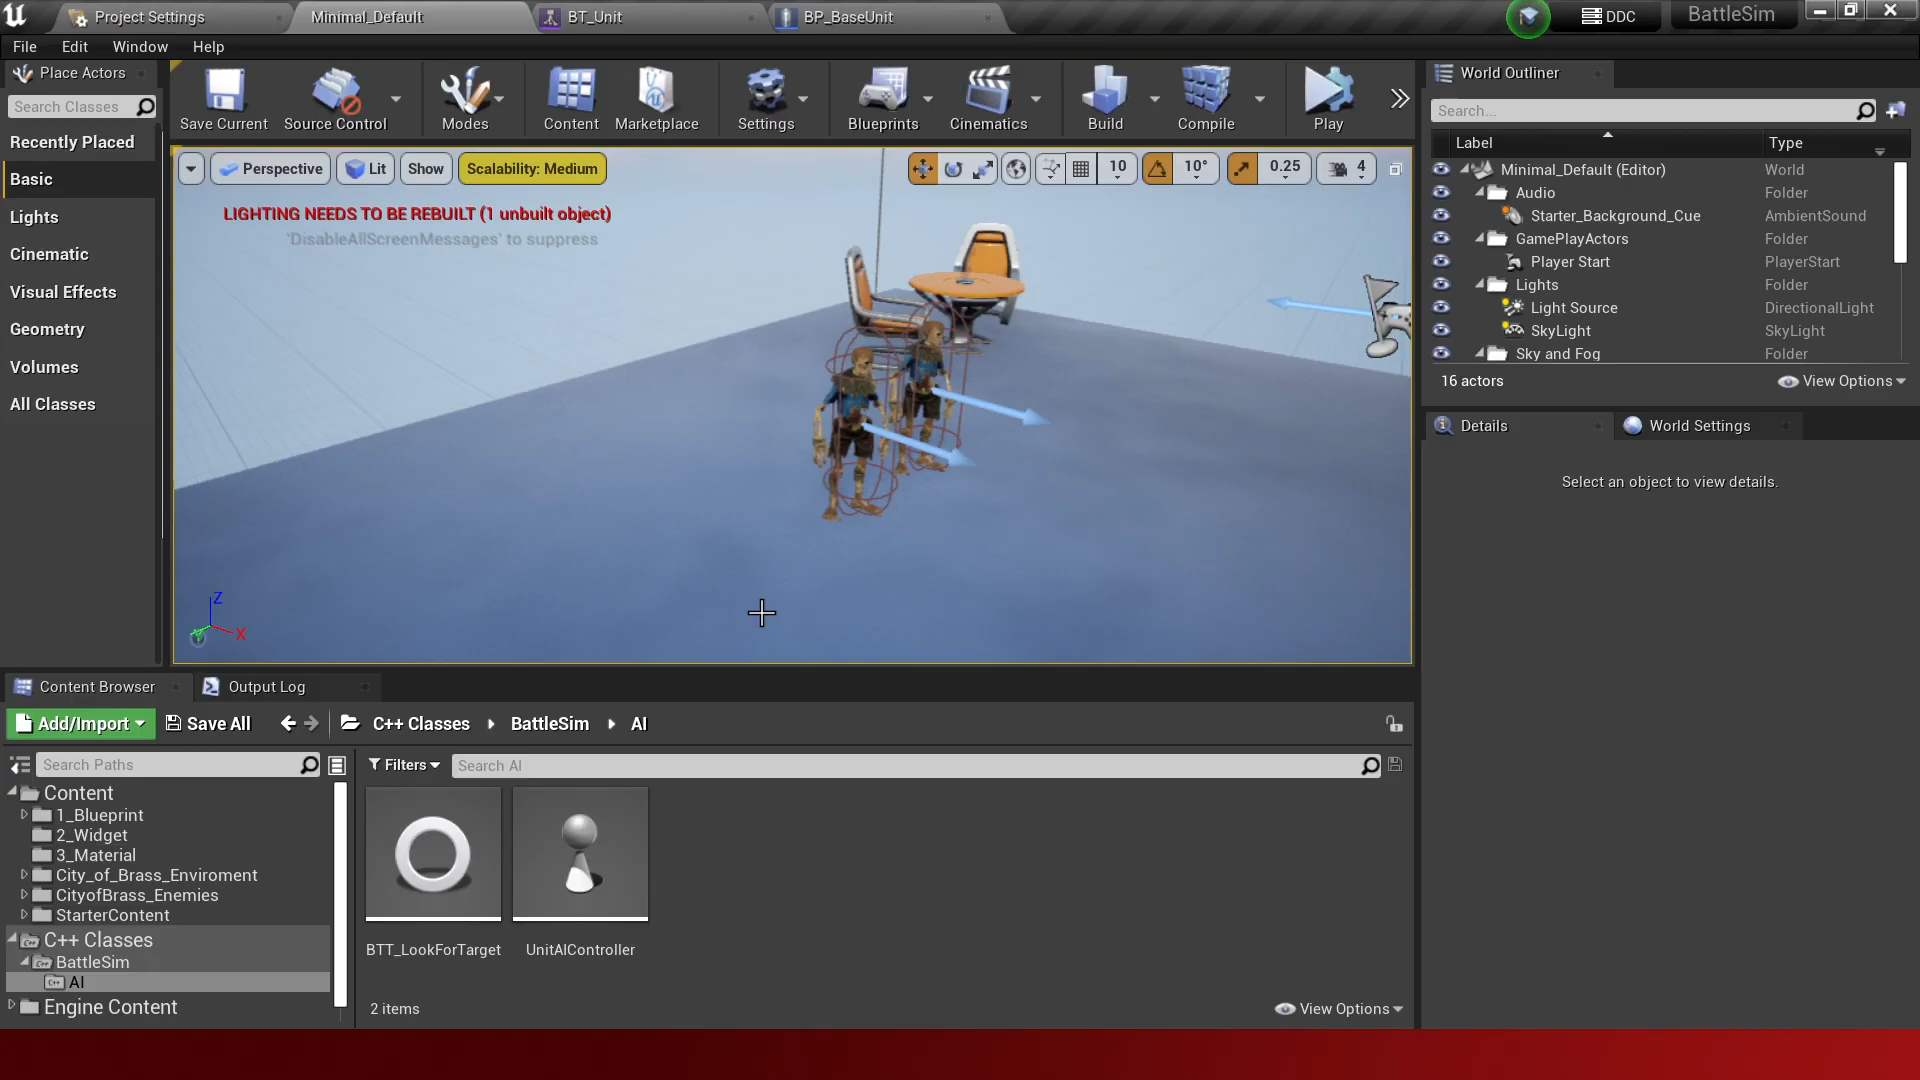 Project Settings
Minimal_Default
BT_Unit
BP_BaseUnit
DDC
BattleSim
File Edit Window Help
Place Actors
Search Classes
Recently Placed
Basic
Lights
Cinematic
Visual Effects
Geometry
Volumes
All Classes
Save Current
Source Control
Modes
Content
Marketplace
Settings
Blueprints
Cinematics
Build
Compile
Play
Perspective
Lit
Show
Scalability: Medium
10
10°
0.25
4
LIGHTING NEEDS TO BE REBUILT (1 unbuilt object)
'DisableAllScreenMessages' to suppress
Z
X
Y
World Outliner
Search...
Label Type
Minimal_Default (Editor) World
Audio Folder
Starter_Background_Cue AmbientSound
GamePlayActors Folder
Player Start PlayerStart
Lights Folder
Light Source DirectionalLight
SkyLight SkyLight
Sky and Fog Folder
16 actors
View Options
Details
World Settings
Select an object to view details.
Content Browser
Output Log
Add/Import
Save All
C++ Classes
BattleSim
AI
Search Paths
Filters
Search AI
Content
1_Blueprint
2_Widget
3_Material
City_of_Brass_Enviroment
CityofBrass_Enemies
StarterContent
C++ Classes
BattleSim
AI
Engine Content
BTT_LookForTarget
UnitAIController
2 items
View Options